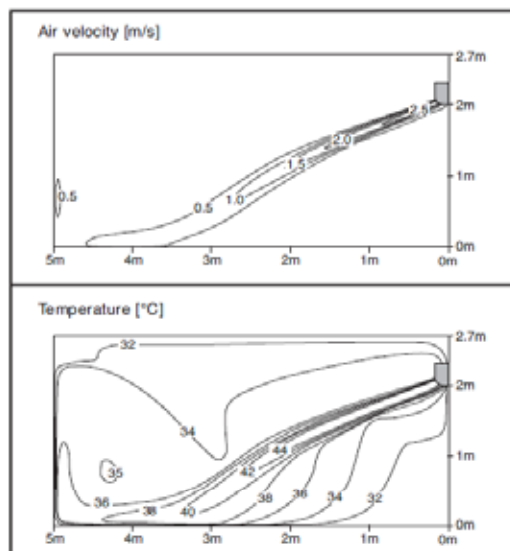 Air velocity [m/s]
2.7m
2.5
2m
2.0
1.5
1m
0.5
1.0
0.5
0m
5m 4m 3m 2m 1m 0m
Temperature [°C]
2.7m
32
2m
34
44
42
1m
35
38 36 34 32
36
38 40
0m
5m 4m 3m 2m 1m 0m